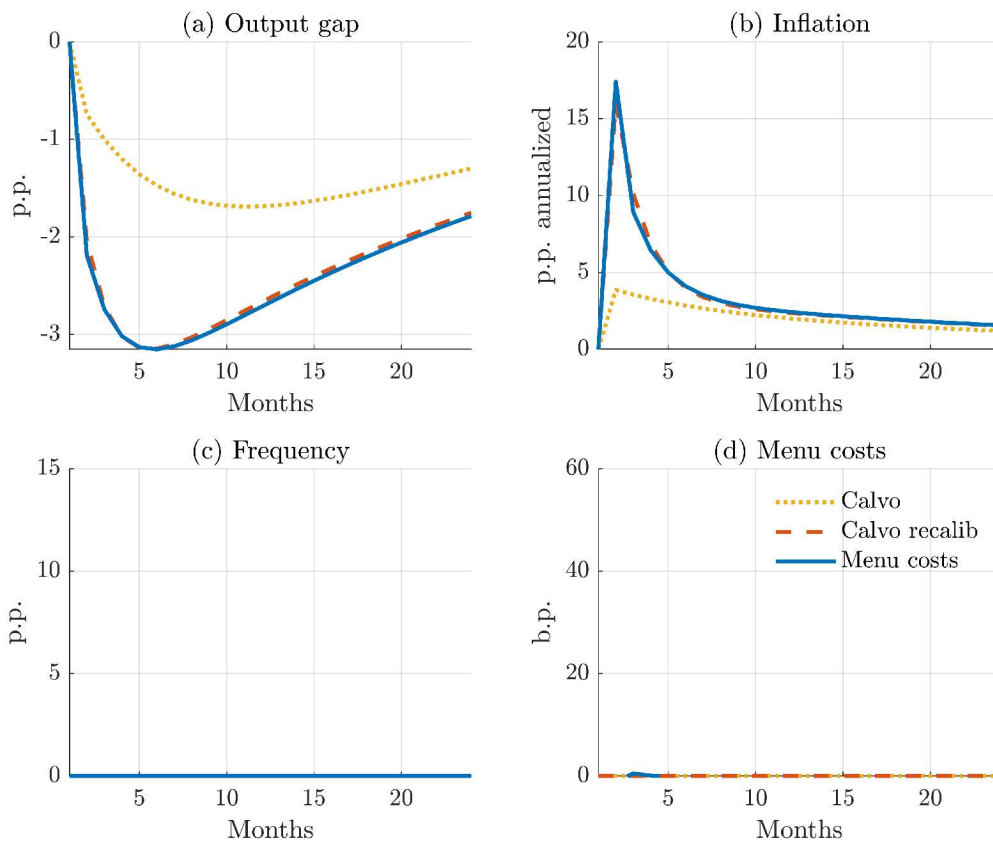 (a) Output gap
0
-1
-2
-3
p.p.
5 10 15 20
Months
(b) Inflation
20
15
10
5
0
p.p. annualized
5 10 15 20
Months
(c) Frequency
15
10
5
0
p.p.
5 10 15 20
Months
(d) Menu costs
60
40
20
0
b.p.
Calvo
Calvo recalib
Menu costs
5 10 15 20
Months